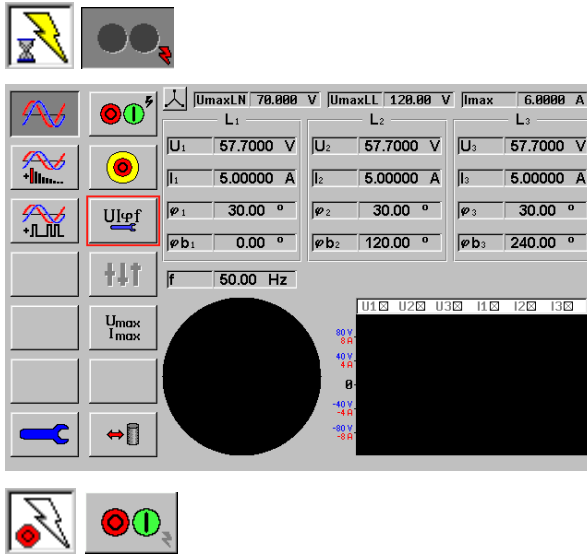 UmaxLN 70.000 V UmaxLL 120.00 V Imax 6.0000 A
L1 L2 L3
U1 57.7000 V U2 57.7000 V U3 57.7000 V
I1 5.00000 A I2 5.00000 A I3 5.00000 A
φ1 30.00 º φ2 30.00 º φ3 30.00 º
φb1 0.00 º φb2 120.00 º φb3 240.00 º
UIφf
f 50.00 Hz
Umax
Imax
U1 U2 U3 I1 I2 I3
80 V
8 A
40 V
4 A
0
-40 V
-4 A
-80 V
-8 A